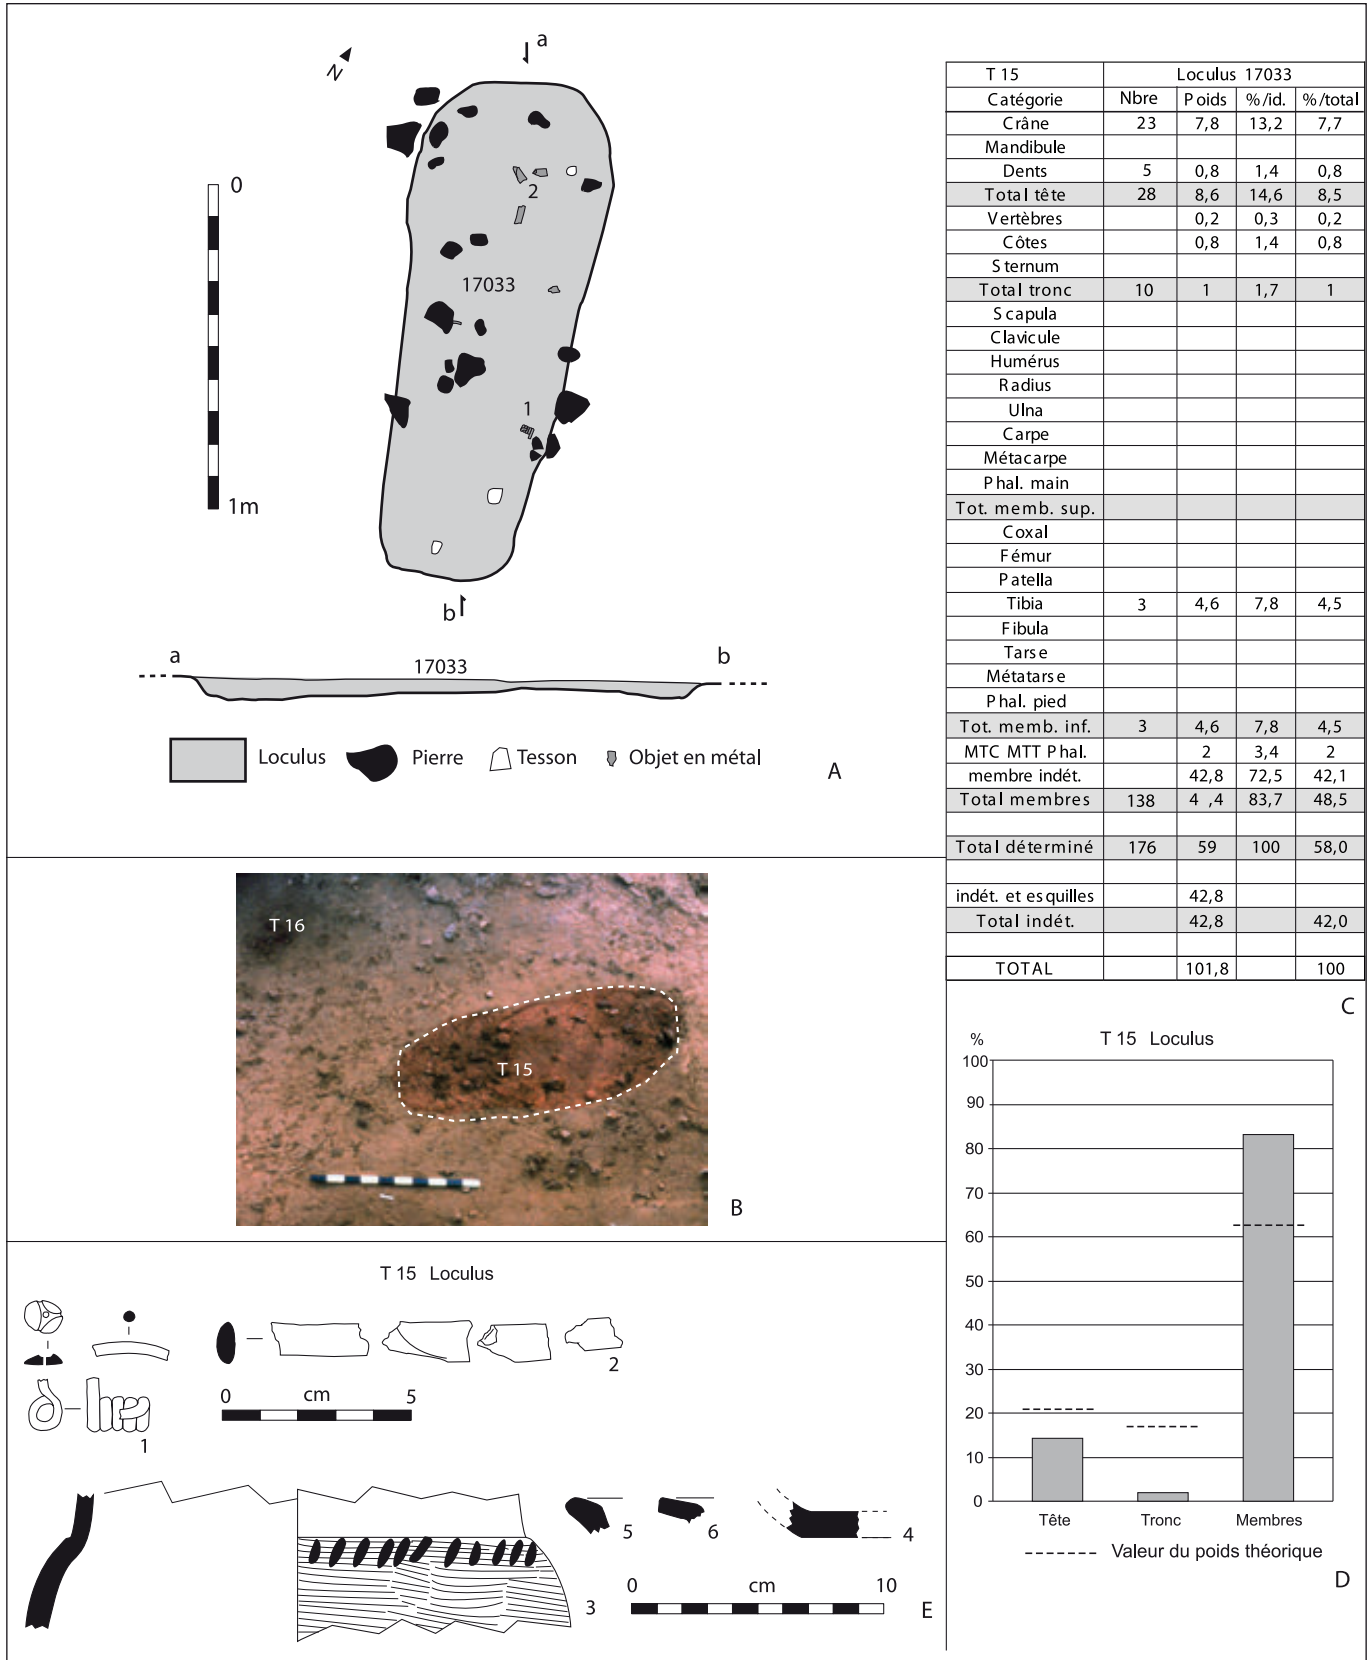 a
N
0
2
17033
1
1m
b
a 17033 b
Loculus Pierre Tesson Objet en métal
A
T 16
T 15
B
T 15 Loculus
2
0 cm 5
1
5 6 4
3 0 cm 10
E
T 15 Loculus 17033
Catégorie Nbre Poids %/id. %/total
Crâne 23 7,8 13,2 7,7
Mandibule
Dents 5 0,8 1,4 0,8
Total tête 28 8,6 14,6 8,5
Vertèbres 0,2 0,3 0,2
Côtes 0,8 1,4 0,8
Sternum
Total tronc 10 1 1,7 1
Scapula
Clavicule
Humérus
Radius
Ulna
Carpe
Métacarpe
Phal. main
Tot. memb. sup.
Coxal
Fémur
Patella
Tibia 3 4,6 7,8 4,5
Fibula
Tarse
Métatarse
Phal. pied
Tot. memb. inf. 3 4,6 7,8 4,5
MTC MTT Phal. 2 3,4 2
membre indét. 42,8 72,5 42,1
Total membres 138 4 ,4 83,7 48,5
Total déterminé 176 59 100 58,0
indét. et esquilles 42,8
Total indét. 42,8 42,0
TOTAL 101,8 100
C
% T 15 Loculus
100
90
80
70
60
50
40
30
20
10
0
Tête Tronc Membres
Valeur du poids théorique
D